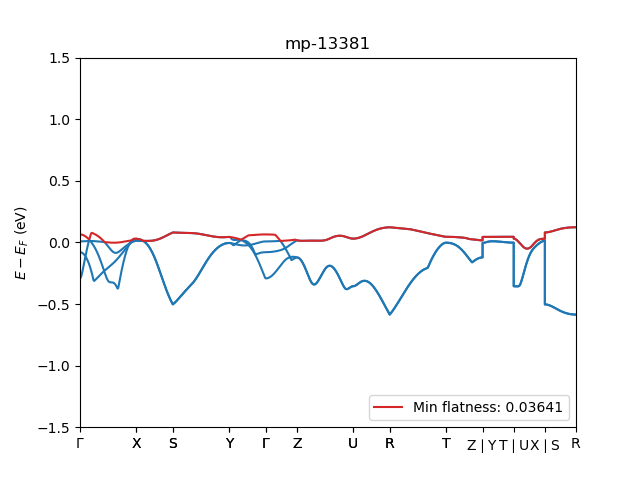 mp-13381
E − E_F (eV)
1.5
1.0
0.5
0.0
−0.5
−1.0
−1.5
Min flatness: 0.03641
Γ X S Y Γ Z U R T Z | Y T | U X | S R